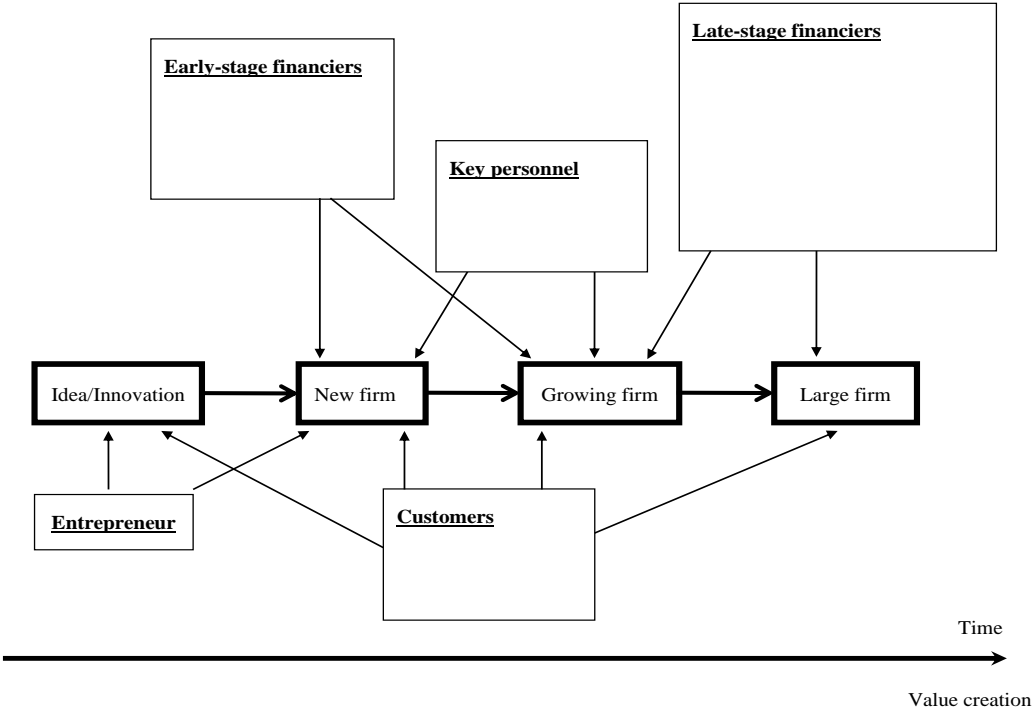 Late-stage financiers
Early-stage financiers
Key personnel
Idea/Innovation
New firm
Growing firm
Large firm
Entrepreneur
Customers
Time
Value creation